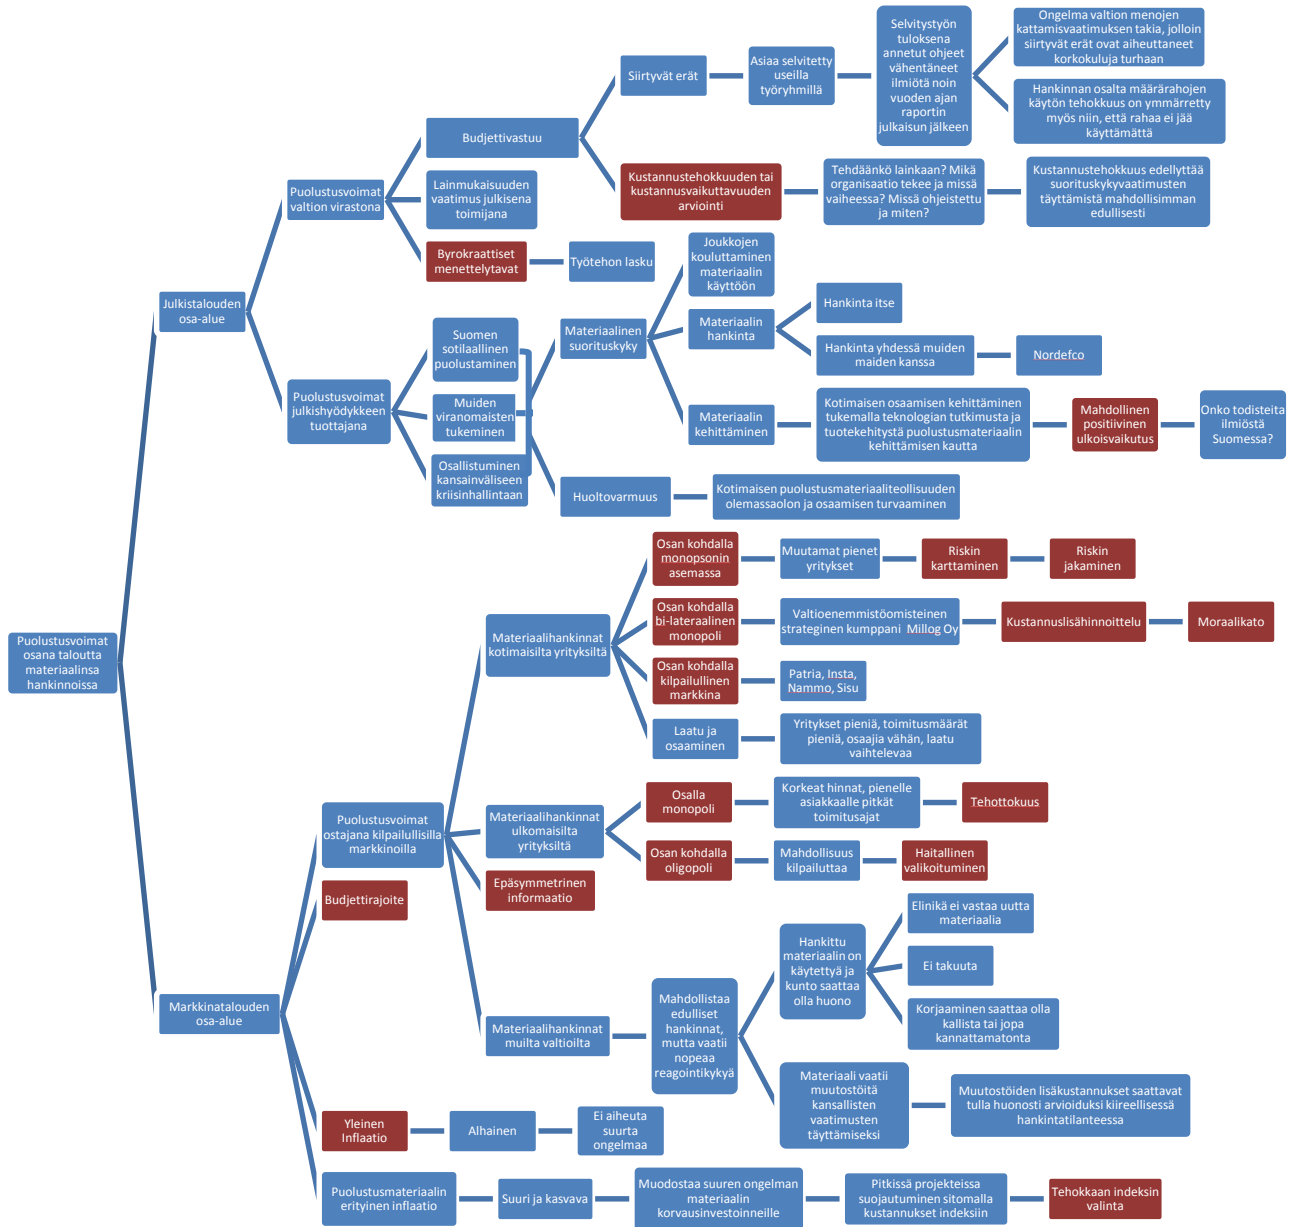 Puolustusvoimat
osana taloutta
materiaalinsa
hankinnoissa
Julkistalouden
osa-alue
Puolustusvoimat
valtion virastona
Budjettivastuu
Siirtyvät erät
Asiaa selvitetty
useilla
työryhmillä
Selvitystyön
tuloksena
annetut ohjeet
vähentäneet
ilmiötä noin
vuoden ajan
raportin
julkaisun jälkeen
Ongelma valtion menojen
kattamisvaatimuksen takia, jolloin
siirtyvät erät ovat aiheuttaneet
korkokuluja turhaan
Hankinnan osalta määrärahojen
käytön tehokkuus on ymmärretty
myös niin, että rahaa ei jää
käyttämättä
Kustannustehokkuuden tai
kustannusvaikuttavuuden
arviointi
Tehdäänkö lainkaan? Mikä
organisaatio tekee ja missä
vaiheessa? Missä ohjeistettu
ja miten?
Kustannustehokkuus edellyttää
suorituskykyvaatimusten
täyttämistä mahdollisimman
edullisesti
Lainmukaisuuden
vaatimus julkisena
toimijana
Byrokraattiset
menettelytavat
Työtehon lasku
Puolustusvoimat
julkishyödykkeen
tuottajana
Suomen
sotilaallinen
puolustaminen
Muiden
viranomaisten
tukeminen
Osallistuminen
kansainväliseen
kriisinhallintaan
Materiaalinen
suorituskyky
Joukkojen
kouluttaminen
materiaalin
käyttöön
Materiaalin
hankinta
Hankinta itse
Hankinta yhdessä muiden
maiden kanssa
Nordefco
Materiaalin
kehittäminen
Kotimaisen osaamisen kehittäminen
tukemalla teknologian tutkimusta ja
tuotekehitystä puolustusmateriaalin
kehittämisen kautta
Mahdollinen
positiivinen
ulkoisvaikutus
Onko todisteita
ilmiöstä
Suomessa?
Huoltovarmuus
Kotimaisen puolustusmateriaaliteollisuuden
olemassaolon ja osaamisen turvaaminen
Markkinatalouden
osa-alue
Puolustusvoimat
ostajana kilpailullisilla
markkinoilla
Materiaalihankinnat
kotimaisilta yrityksiltä
Osan kohdalla
monopsonin
asemassa
Muutamat pienet
yritykset
Riskin
karttaminen
Riskin
jakaminen
Osan kohdalla
bi-lateraalinen
monopoli
Valtioenemmistöomisteinen
strateginen kumppani Millog Oy
Kustannuslisähinnoittelu
Moraalikato
Osan kohdalla
kilpailullinen
markkina
Patria, Insta,
Nammo, Sisu
Laatu ja
osaaminen
Yritykset pieniä, toimitusmäärät
pieniä, osaajia vähän, laatu
vaihtelevaa
Materiaalihankinnat
ulkomaisilta
yrityksiltä
Osalla
monopoli
Korkeat hinnat, pienelle
asiakkaalle pitkät
toimitusajat
Tehottokuus
Osan kohdalla
oligopoli
Mahdollisuus
kilpailuttaa
Haitallinen
valikoituminen
Epäsymmetrinen
informaatio
Materiaalihankinnat
muilta valtioilta
Mahdollistaa
edulliset
hankinnat,
mutta vaatii
nopeaa
reagointikykyä
Hankittu
materiaalin on
käytettyä ja
kunto saattaa
olla huono
Elinikä ei vastaa uutta
materiaalia
Ei takuuta
Korjaaminen saattaa olla
kallista tai jopa
kannattamatonta
Materiaali vaatii
muutostöitä
kansallisten
vaatimusten
täyttämiseksi
Muutostöiden lisäkustannukset saattavat
tulla huonosti arvioiduksi kiireellisessä
hankintatilanteessa
Budjettirajoite
Yleinen
Inflaatio
Alhainen
Ei aiheuta
suurta
ongelmaa
Puolustusmateriaalin
erityinen inflaatio
Suuri ja kasvava
Muodostaa suuren ongelman
materiaalin
korvausinvestoinneille
Pitkissä projekteissa
suojautuminen sitomalla
kustannukset indeksiin
Tehokkaan indeksin
valinta